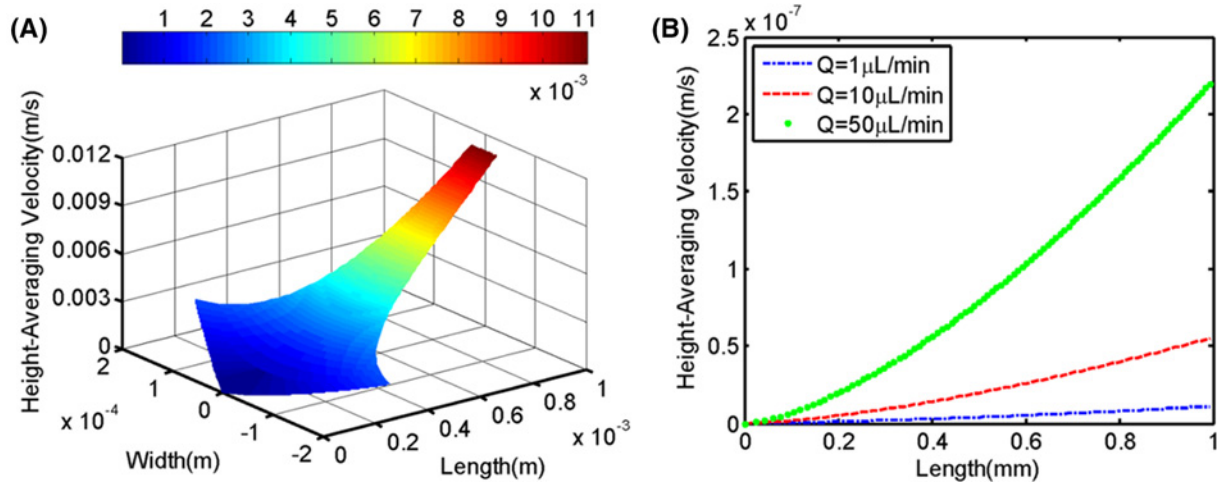 (A)
1 2 3 4 5 6 7 8 9 10 11
x 10-3
Height-Averaging Velocity(m/s)
0.012
0.009
0.006
0.003
0
2
1
0
-1
-2
x 10-4
Width(m)
0 0.2 0.4 0.6 0.8 1
x 10-3
Length(m)
(B)
x 10-7
Height-Averaging Velocity(m/s)
2.5
2
1.5
1
0.5
0
Q=1μL/min
Q=10μL/min
Q=50μL/min
0 0.2 0.4 0.6 0.8 1
Length(mm)